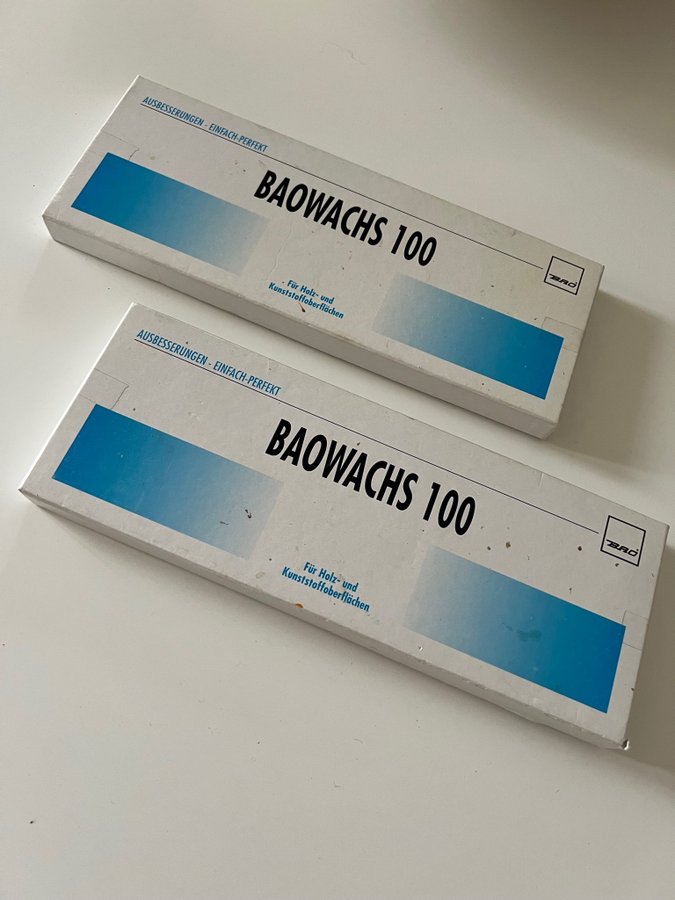 AUSBESSERUNGEN - EINFACH-PERFEKT
BAOWACHS 100
BAO
Für Holz- und
Kunststoffoberflächen
AUSBESSERUNGEN - EINFACH-PERFEKT
BAOWACHS 100
BAO
Für Holz- und
Kunststoffoberflächen